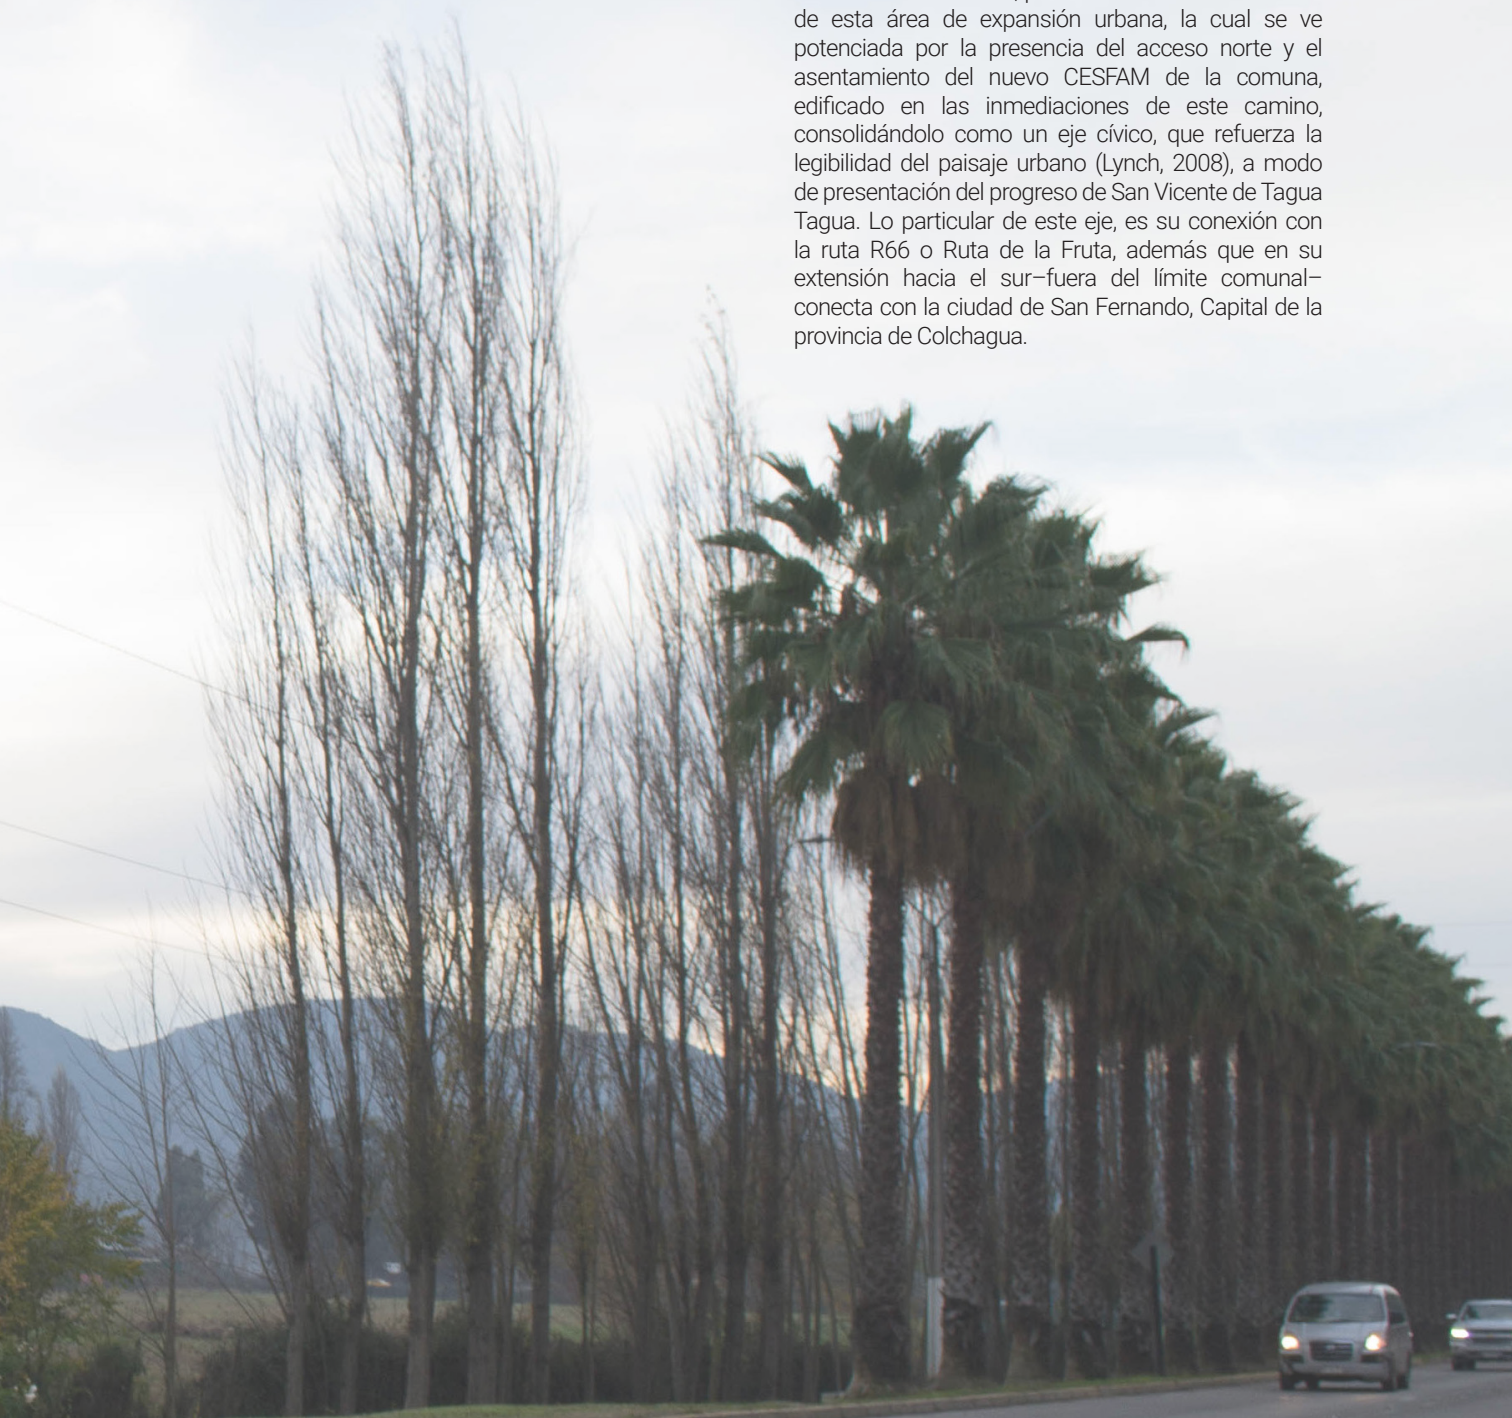 de esta área de expansión urbana, la cual se ve
potenciada por la presencia del acceso norte y el
asentamiento del nuevo CESFAM de la comuna,
edificado en las inmediaciones de este camino,
consolidándolo como un eje cívico, que refuerza la
legibilidad del paisaje urbano (Lynch, 2008), a modo
de presentación del progreso de San Vicente de Tagua
Tagua. Lo particular de este eje, es su conexión con
la ruta R66 o Ruta de la Fruta, además que en su
extensión hacia el sur–fuera del límite comunal–
conecta con la ciudad de San Fernando, Capital de la
provincia de Colchagua.